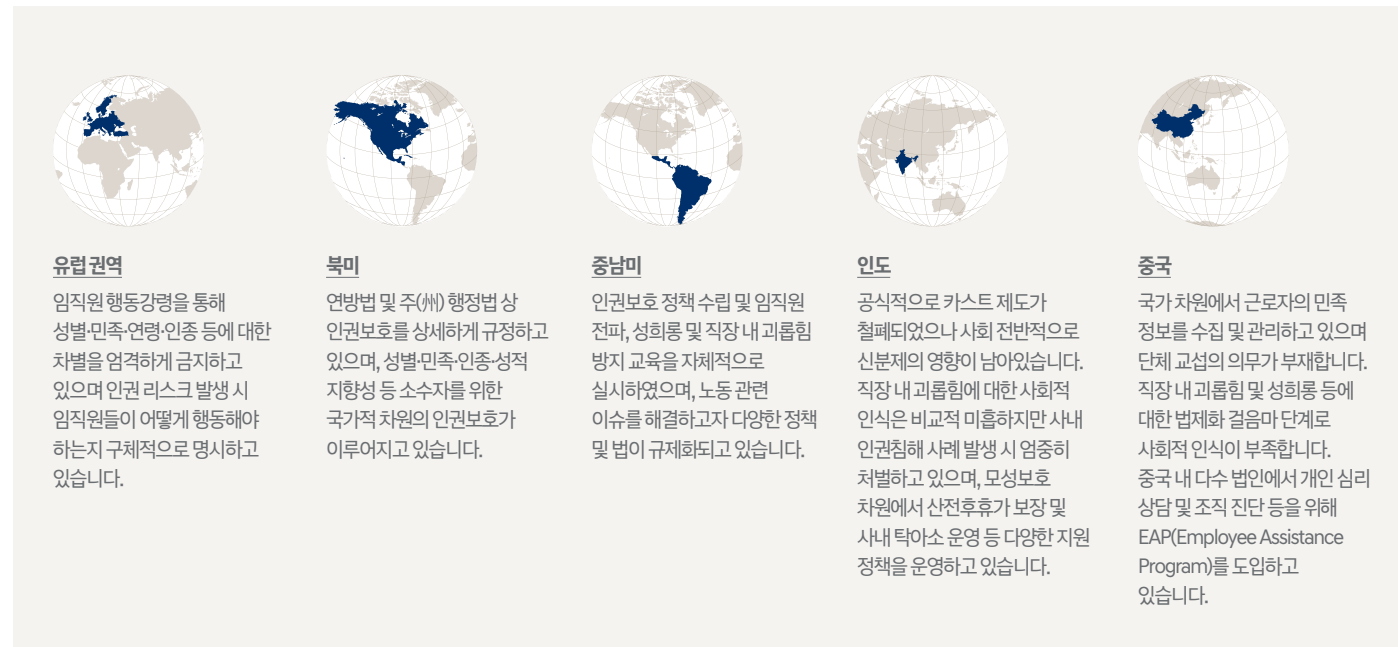 유럽 권역
임직원 행동강령을 통해
성별·민족·연령·인종 등에 대한
차별을 엄격하게 금지하고
있으며 인권 리스크 발생 시
임직원들이 어떻게 행동해야
하는지 구체적으로 명시하고
있습니다.
북미
연방법 및 주(州) 행정법 상
인권보호를 상세하게 규정하고
있으며, 성별·민족·인종·성적
지향성 등 소수자를 위한
국가적 차원의 인권보호가
이루어지고 있습니다.
중남미
인권보호 정책 수립 및 임직원
전파, 성희롱 및 직장 내 괴롭힘
방지 교육을 자체적으로
실시하였으며, 노동 관련
이슈를 해결하고자 다양한 정책
및 법이 규제화되고 있습니다.
인도
공식적으로 카스트 제도가
철폐되었으나 사회 전반적으로
신분제의 영향이 남아있습니다.
직장 내 괴롭힘에 대한 사회적
인식은 비교적 미흡하지만 사내
인권침해 사례 발생 시 엄중히
처벌하고 있으며, 모성보호
차원에서 산전후휴가 보장 및
사내 탁아소 운영 등 다양한 지원
정책을 운영하고 있습니다.
중국
국가 차원에서 근로자의 민족
정보를 수집 및 관리하고 있으며
단체 교섭의 의무가 부재합니다.
직장 내 괴롭힘 및 성희롱 등에
대한 법제화 걸음마 단계로
사회적 인식이 부족합니다.
중국 내 다수 법인에서 개인 심리
상담 및 조직 진단 등을 위해
EAP(Employee Assistance
Program)를 도입하고
있습니다.